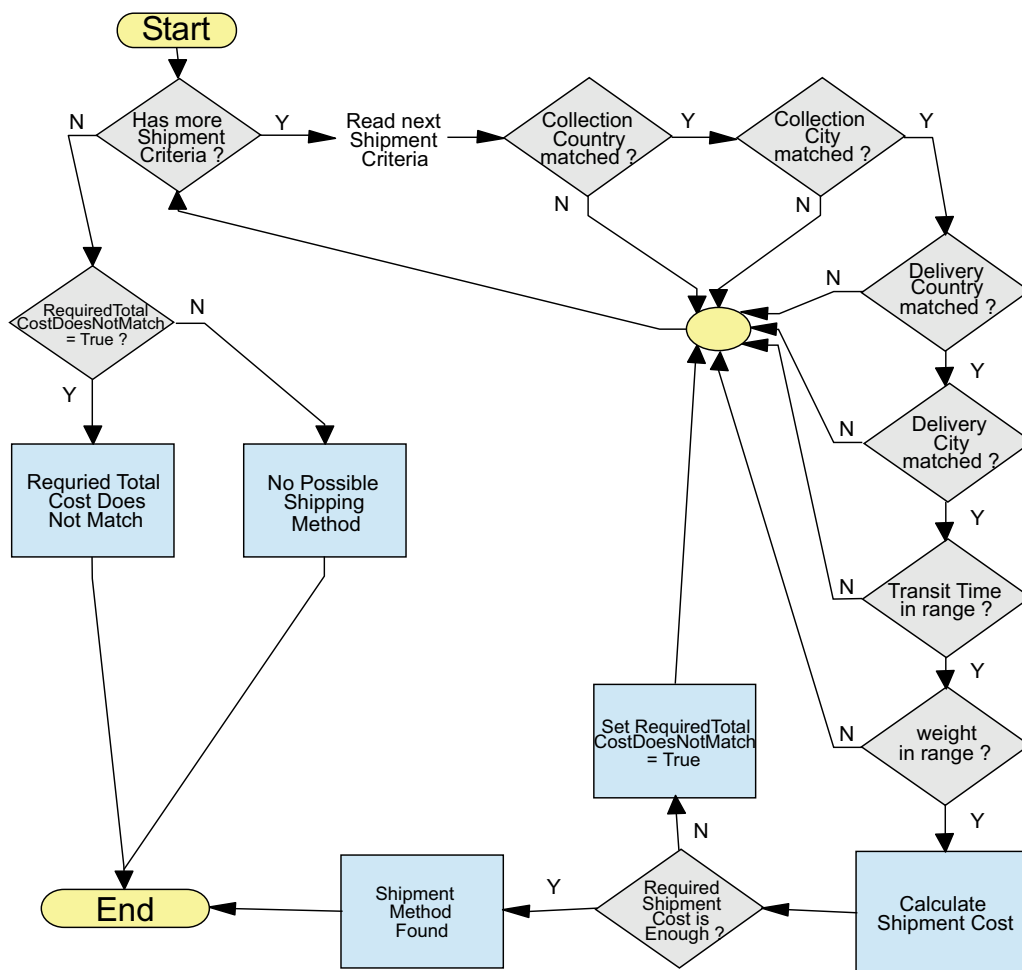 Start
N
Has more
Shipment
Criteria ?
Y
Read next
Shipment
Criteria
Collection
Country
matched ?
Y
Collection
City
matched ?
Y
N
N
Delivery
Country
matched ?
N
Y
RequiredTotal
CostDoesNotMatch
= True ?
N
Y
Delivery
City
matched ?
N
Y
Requried Total
Cost Does
Not Match
No Possible
Shipping
Method
Transit Time
in range ?
N
Y
weight
in range ?
N
Y
Set RequiredTotal
CostDoesNotMatch
= True
N
Calculate
Shipment Cost
Required
Shipment
Cost is
Enough ?
Y
Shipment
Method
Found
End